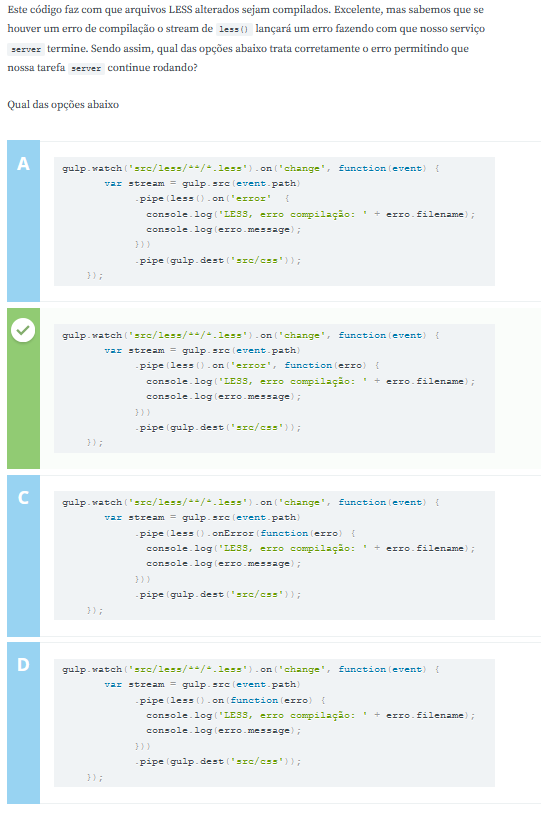 Este código faz com que arquivos LESS alterados sejam compilados. Excelente, mas sabemos que se
houver um erro de compilação o stream de less() lançará um erro fazendo com que nosso serviço
server termine. Sendo assim, qual das opções abaixo trata corretamente o erro permitindo que
nossa tarefa server continue rodando?
Qual das opções abaixo
A
gulp.watch('src/less/**/*.less').on('change', function(event) {
var stream = gulp.src(event.path)
.pipe(less().on('error' {
console.log('LESS, erro compilação: ' + erro.filename);
console.log(erro.message);
}))
.pipe(gulp.dest('src/css'));
});
gulp.watch('src/less/**/*.less').on('change', function(event) {
var stream = gulp.src(event.path)
.pipe(less().on('error', function(erro) {
console.log('LESS, erro compilação: ' + erro.filename);
console.log(erro.message);
}))
.pipe(gulp.dest('src/css'));
});
C
gulp.watch('src/less/**/*.less').on('change', function(event) {
var stream = gulp.src(event.path)
.pipe(less().onError(function(erro) {
console.log('LESS, erro compilação: ' + erro.filename);
console.log(erro.message);
}))
.pipe(gulp.dest('src/css'));
});
D
gulp.watch('src/less/**/*.less').on('change', function(event) {
var stream = gulp.src(event.path)
.pipe(less().on(function(erro) {
console.log('LESS, erro compilação: ' + erro.filename);
console.log(erro.message);
}))
.pipe(gulp.dest('src/css'));
});